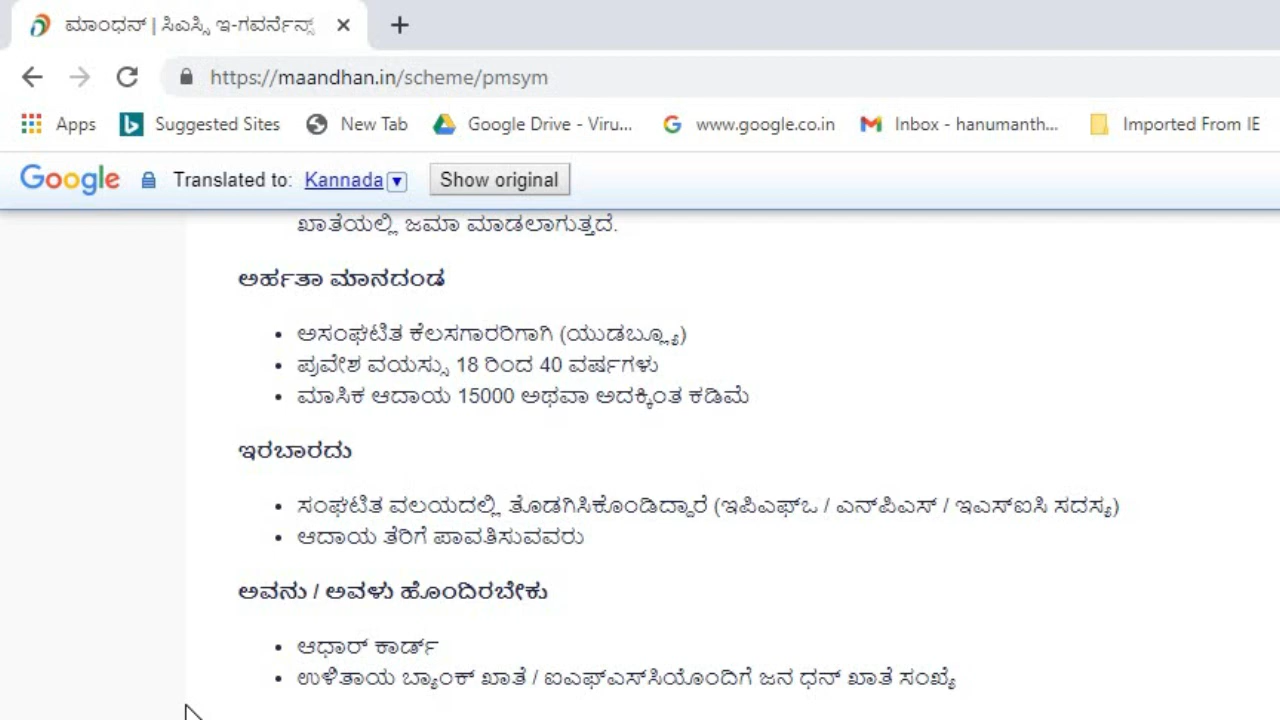 ಮಾಂಧನ್ | ಸಿಎಸ್ಸಿ ಇ-ಗವರ್ನೆನ್ಸ್
https://maandhan.in/scheme/pmsym
Apps Suggested Sites New Tab Google Drive - Viru... www.google.co.in Inbox - hanumanth... Imported From IE
Google Translated to: Kannada Show original
ಖಾತೆಯಲ್ಲಿ ಜಮಾ ಮಾಡಲಾಗುತ್ತದೆ.
ಅರ್ಹತಾ ಮಾನದಂಡ
• ಅಸಂಘಟಿತ ಕೆಲಸಗಾರರಿಗಾಗಿ (ಯುಡಬ್ಲ್ಯೂ)
• ಪ್ರವೇಶ ವಯಸ್ಸು 18 ರಿಂದ 40 ವರ್ಷಗಳು
• ಮಾಸಿಕ ಆದಾಯ 15000 ಅಥವಾ ಅದಕ್ಕಿಂತ ಕಡಿಮೆ
ಇರಬಾರದು
• ಸಂಘಟಿತ ವಲಯದಲ್ಲಿ ತೊಡಗಿಸಿಕೊಂಡಿದ್ದಾರೆ (ಇಪಿಎಫ್ಒ / ಎನ್‌ಪಿಎಸ್ / ಇಎಸ್‌ಐಸಿ ಸದಸ್ಯ)
• ಆದಾಯ ತೆರಿಗೆ ಪಾವತಿಸುವವರು
ಅವನು / ಅವಳು ಹೊಂದಿರಬೇಕು
• ಆಧಾರ್ ಕಾರ್ಡ್
• ಉಳಿತಾಯ ಬ್ಯಾಂಕ್ ಖಾತೆ / ಐಎಫ್‌ಎಸ್‌ಸಿಯೊಂದಿಗೆ ಜನ ಧನ್ ಖಾತೆ ಸಂಖ್ಯೆ